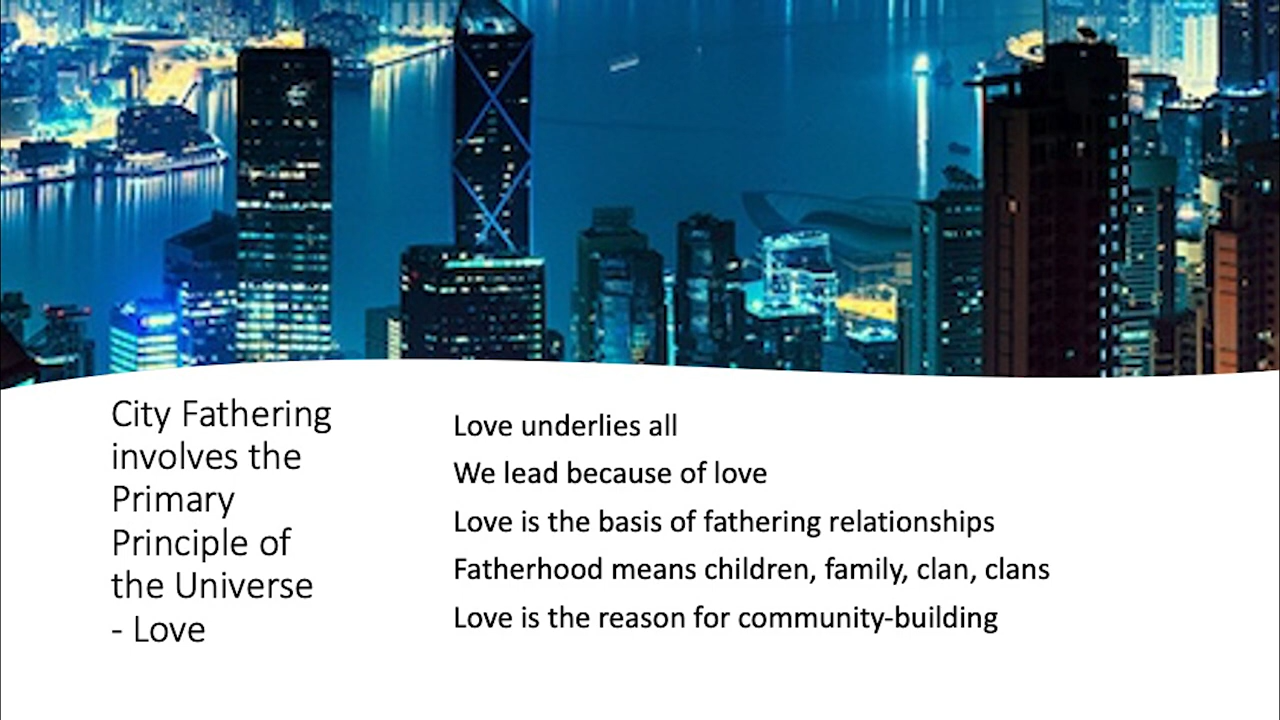 City Fathering
involves the
Primary
Principle of
the Universe
- Love
Love underlies all
We lead because of love
Love is the basis of fathering relationships
Fatherhood means children, family, clan, clans
Love is the reason for community-building